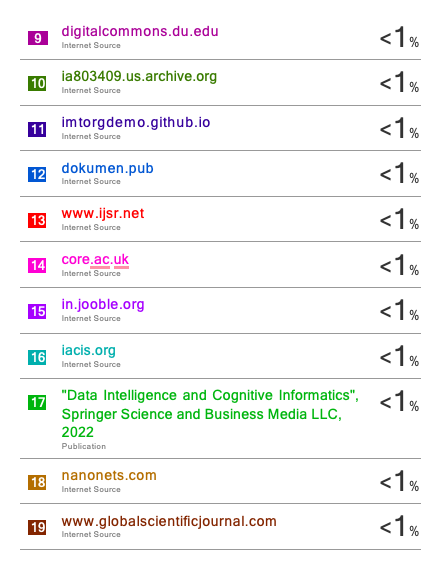 9 digitalcommons.du.edu <1%
Internet Source
10 ia803409.us.archive.org <1%
Internet Source
11 imtorgdemo.github.io <1%
Internet Source
12 dokumen.pub <1%
Internet Source
13 www.ijsr.net <1%
Internet Source
14 core.ac.uk <1%
Internet Source
15 in.jooble.org <1%
Internet Source
16 iacis.org <1%
Internet Source
17 "Data Intelligence and Cognitive Informatics", <1%
Springer Science and Business Media LLC,
2022
Publication
18 nanonets.com <1%
Internet Source
19 www.globalscientificjournal.com <1%
Internet Source